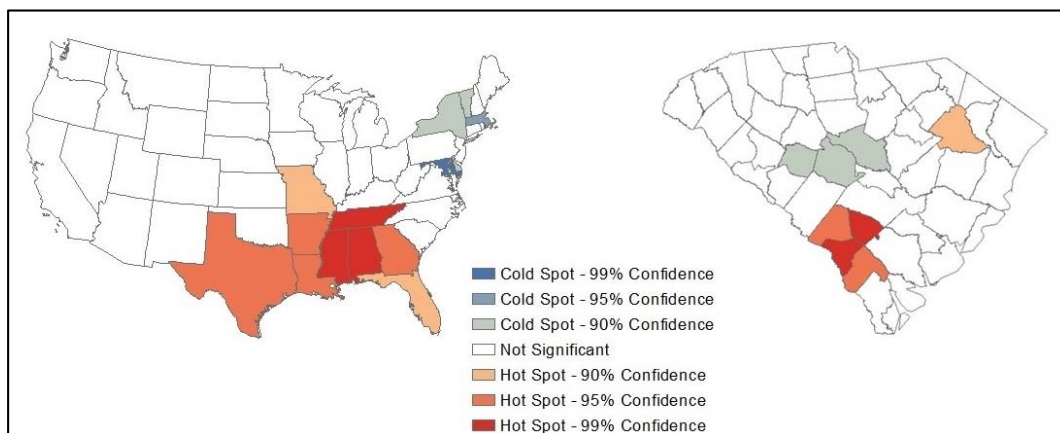 Cold Spot - 99% Confidence
Cold Spot - 95% Confidence
Cold Spot - 90% Confidence
Not Significant
Hot Spot - 90% Confidence
Hot Spot - 95% Confidence
Hot Spot - 99% Confidence